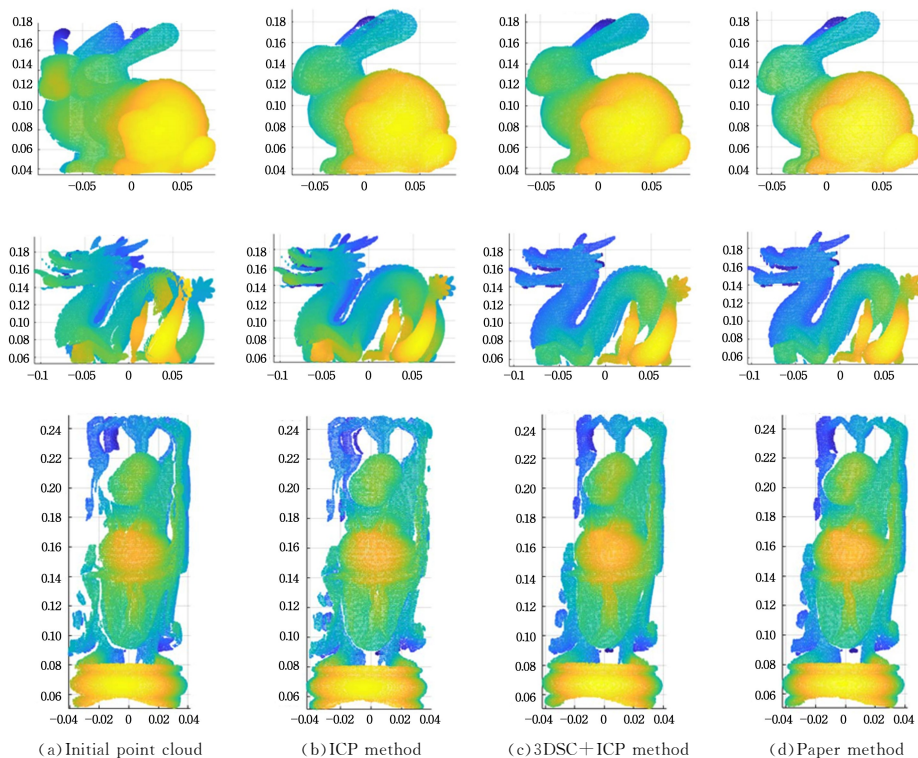 0.18 0.18 0.18 0.18
0.16 0.16 0.16 0.16
0.14 0.14 0.14 0.14
0.12 0.12 0.12 0.12
0.10 0.10 0.10 0.10
0.08 0.08 0.08 0.08
0.06 0.06 0.06 0.06
0.04 0.04 0.04 0.04
−0.05 0 0.05 −0.05 0 0.05 −0.05 0 0.05 −0.05 0 0.05
0.18 0.18 0.18 0.18
0.16 0.16 0.16 0.16
0.14 0.14 0.14 0.14
0.12 0.12 0.12 0.12
0.10 0.10 0.10 0.10
0.08 0.08 0.08 0.08
0.06 0.06 0.06 0.06
−0.1 −0.05 0 0.05 −0.1 −0.05 0 0.05 −0.1 −0.05 0 0.05 −0.1 −0.05 0 0.05
0.24 0.24 0.24 0.24
0.22 0.22 0.22 0.22
0.20 0.20 0.20 0.20
0.18 0.18 0.18 0.18
0.16 0.16 0.16 0.16
0.14 0.14 0.14 0.14
0.12 0.12 0.12 0.12
0.10 0.10 0.10 0.10
0.08 0.08 0.08 0.08
0.06 0.06 0.06 0.06
−0.04 −0.02 0 0.02 0.04 −0.04 −0.02 0 0.02 0.04 −0.04 −0.02 0 0.02 0.04 −0.04 −0.02 0 0.02 0.04
(a)Initial point cloud (b)ICP method (c)3DSC+ICP method (d)Paper method